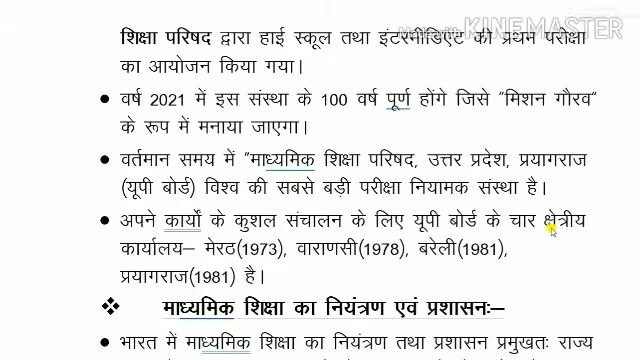 Made with KINEMASTER
शिक्षा परिषद द्वारा हाई स्कूल तथा इंटरमीडिएट की प्रथम परीक्षा
का आयोजन किया गया।
• वर्ष 2021 में इस संस्था के 100 वर्ष पूर्ण होंगे जिसे "मिशन गौरव"
के रूप में मनाया जाएगा।
• वर्तमान समय में "माध्यमिक शिक्षा परिषद, उत्तर प्रदेश, प्रयागराज
(यूपी बोर्ड) विश्व की सबसे बड़ी परीक्षा नियामक संस्था है।
• अपने कार्यों के कुशल संचालन के लिए यूपी बोर्ड के चार क्षेत्रीय
कार्यालय– मेरठ(1973), वाराणसी(1978), बरेली(1981),
प्रयागराज(1981) है।
❖ माध्यमिक शिक्षा का नियंत्रण एवं प्रशासनः–
• भारत में माध्यमिक शिक्षा का नियंत्रण तथा प्रशासन प्रमुखतः राज्य